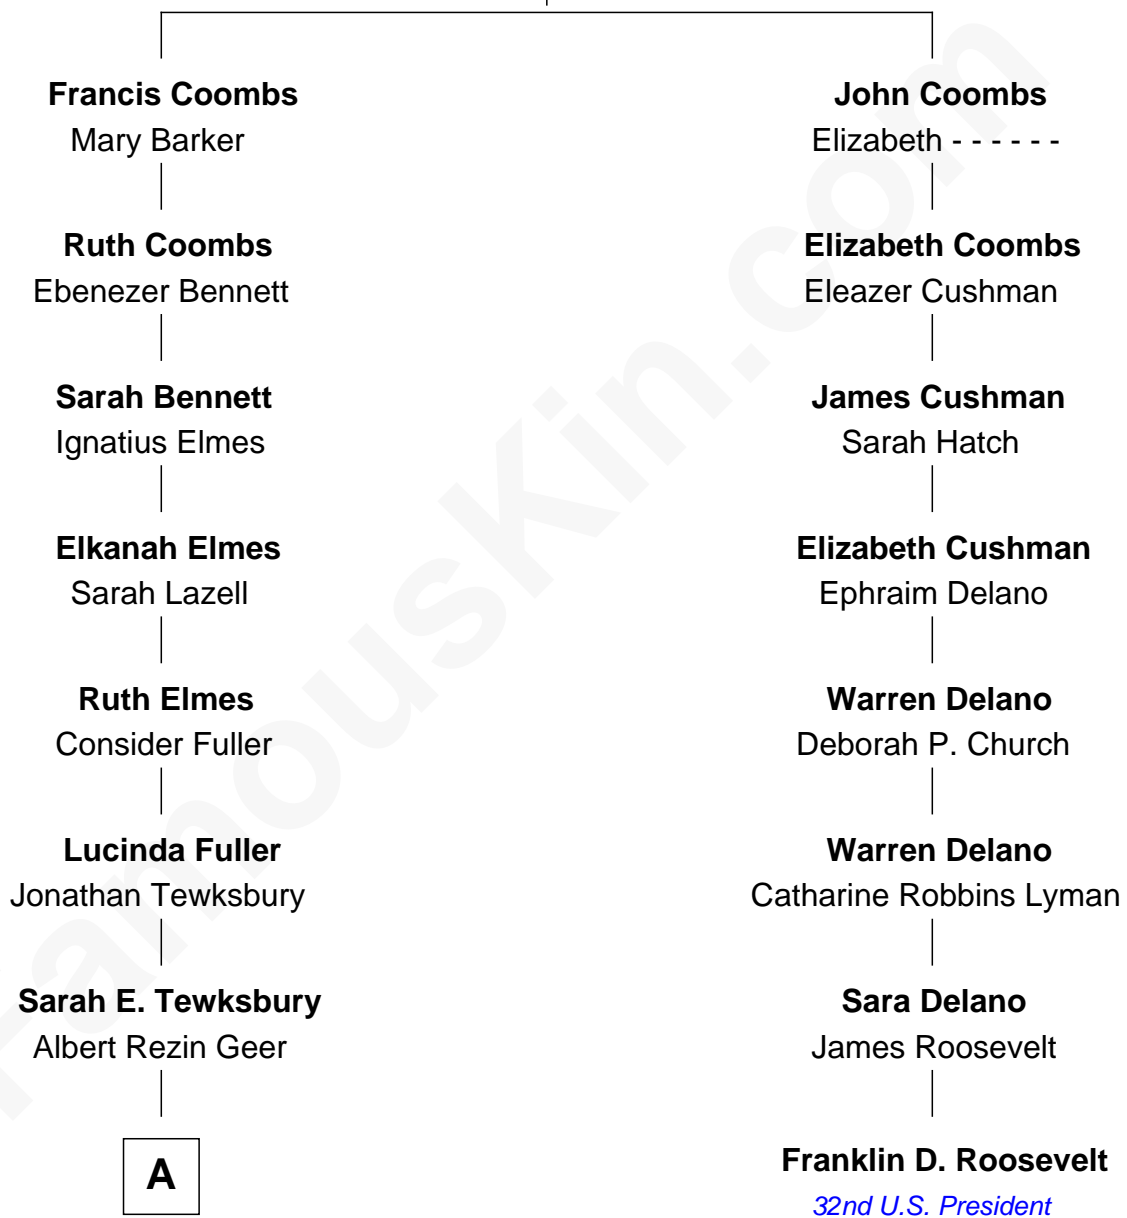 Francis Coombs
Mary Barker
Ruth Coombs
Ebenezer Bennett
Sarah Bennett
Ignatius Elmes
Elkanah Elmes
Sarah Lazell
Ruth Elmes
Consider Fuller
Lucinda Fuller
Jonathan Tewksbury
Sarah E. Tewksbury
Albert Rezin Geer
A
John Coombs
Elizabeth - - - - - -
Elizabeth Coombs
Eleazer Cushman
James Cushman
Sarah Hatch
Elizabeth Cushman
Ephraim Delano
Warren Delano
Deborah P. Church
Warren Delano
Catharine Robbins Lyman
Sara Delano
James Roosevelt
Franklin D. Roosevelt
32nd U.S. President
FamousKin.com